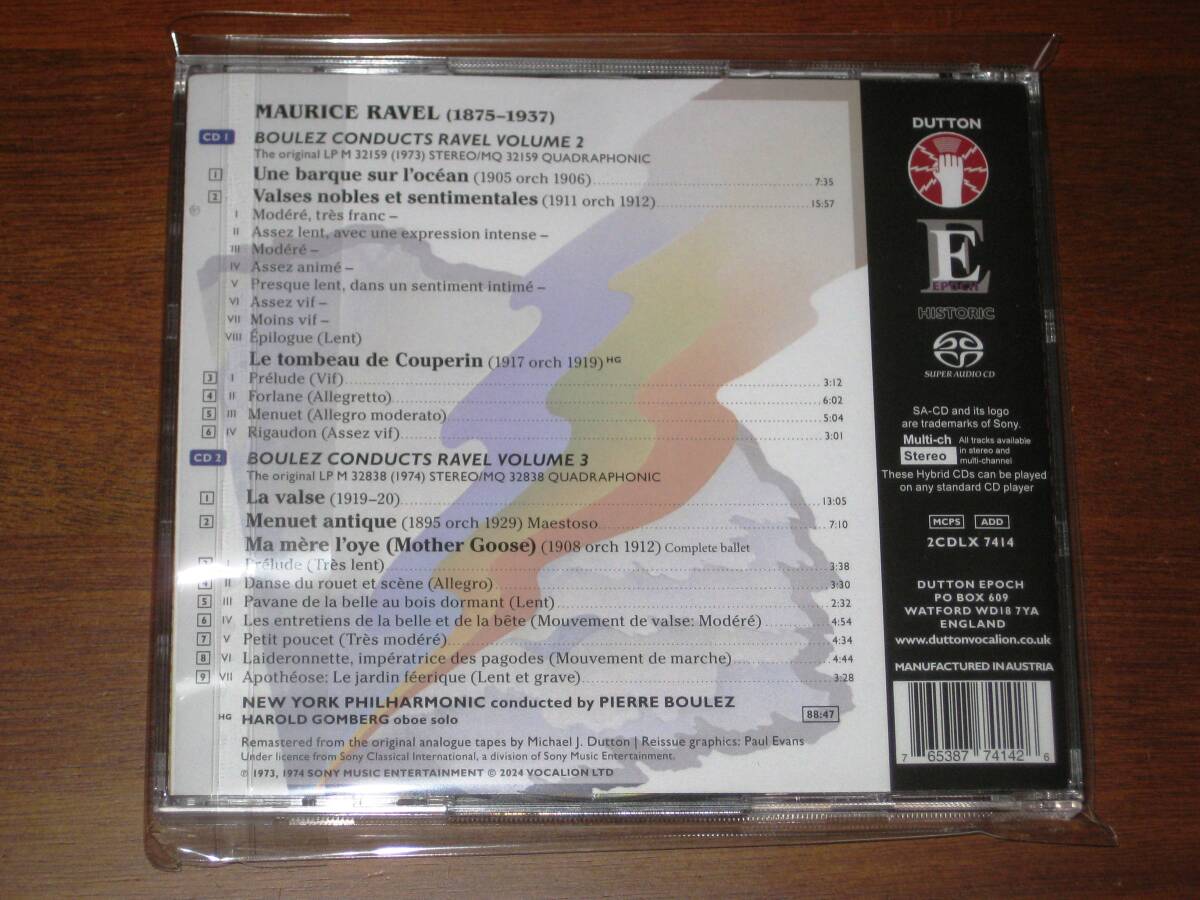 MAURICE RAVEL (1875–1937)
CD 1 BOULEZ CONDUCTS RAVEL VOLUME 2
The original LP M 32159 (1973) STEREO/MQ 32159 QUADRAPHONIC
1 Une barque sur l'océan (1905 orch 1906) 7:35
2 Valses nobles et sentimentales (1911 orch 1912) 15:57
I Modéré, très franc –
II Assez lent, avec une expression intense –
III Modéré –
IV Assez animé –
V Presque lent, dans un sentiment intimé –
VI Assez vif –
VII Moins vif –
VIII Épilogue (Lent)
Le tombeau de Couperin (1917 orch 1919) HG
3 I Prélude (Vif) 3:12
4 II Forlane (Allegretto) 6:02
5 III Menuet (Allegro moderato) 5:04
6 IV Rigaudon (Assez vif) 3:01
CD 2 BOULEZ CONDUCTS RAVEL VOLUME 3
The original LP M 32838 (1974) STEREO/MQ 32838 QUADRAPHONIC
1 La valse (1919–20) 13:05
2 Menuet antique (1895 orch 1929) Maestoso 7:10
Ma mère l'oye (Mother Goose) (1908 orch 1912) Complete ballet
3 I Prélude (Très lent) 3:38
4 II Danse du rouet et scène (Allegro) 3:30
5 III Pavane de la belle au bois dormant (Lent) 2:32
6 IV Les entretiens de la belle et de la bête (Mouvement de valse: Modéré) 4:54
7 V Petit poucet (Très modéré) 4:34
8 VI Laideronnette, impératrice des pagodes (Mouvement de marche) 4:44
9 VII Apothéose: Le jardin féerique (Lent et grave) 3:28
NEW YORK PHILHARMONIC conducted by PIERRE BOULEZ
HG HAROLD GOMBERG oboe solo 88:47
Remastered from the original analogue tapes by Michael J. Dutton | Reissue graphics: Paul Evans
Under licence from Sony Classical International, a division of Sony Music Entertainment.
℗ 1973, 1974 SONY MUSIC ENTERTAINMENT © 2024 VOCALION LTD
DUTTON
E
EPOCH
HISTORIC
SUPER AUDIO CD
SA-CD and its logo
are trademarks of Sony.
Multi-ch
Stereo
All tracks available
in stereo and
multi-channel
These Hybrid CDs can be played
on any standard CD player
MCPS ADD
2CDLX 7414
DUTTON EPOCH
PO BOX 609
WATFORD WD18 7YA
ENGLAND
www.duttonvocalion.co.uk
MANUFACTURED IN AUSTRIA
7 65387 74142 6